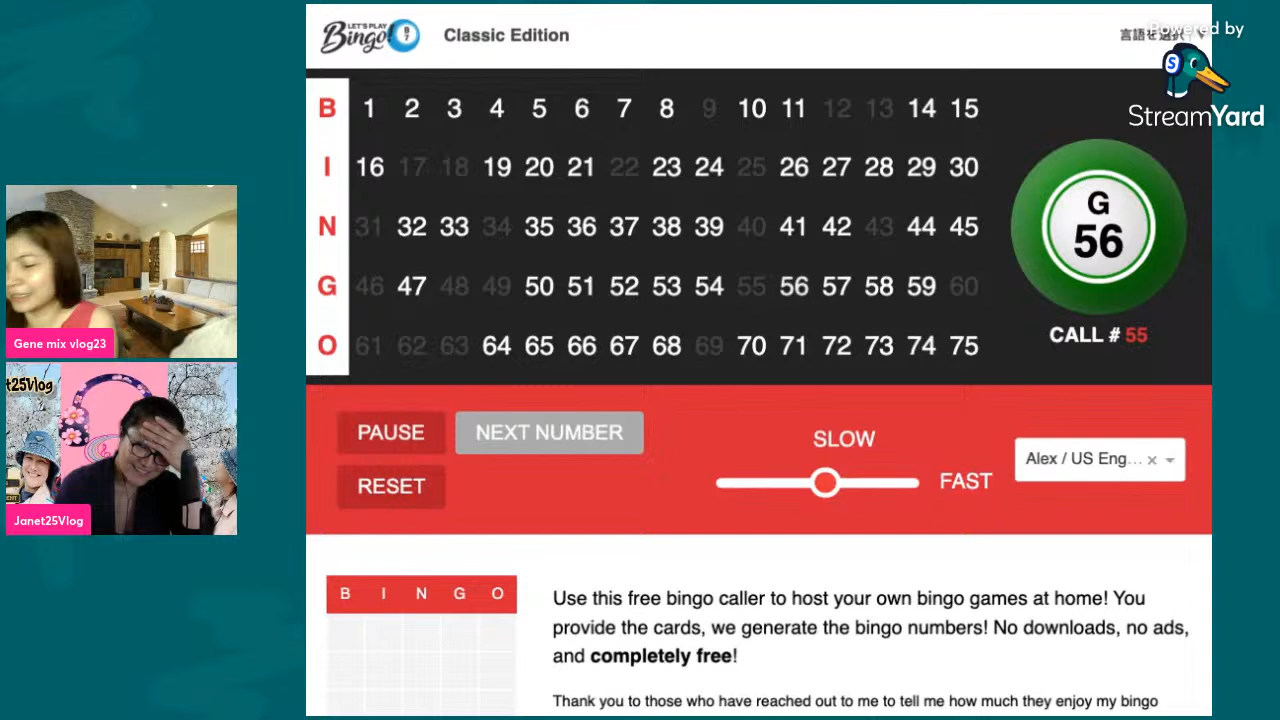 LET'S PLAY
Bingo!
B
7
Classic Edition
言語を選択
Powered by
S
StreamYard
B 1 2 3 4 5 6 7 8 9 10 11 12 13 14 15
I 16 17 18 19 20 21 22 23 24 25 26 27 28 29 30
N 31 32 33 34 35 36 37 38 39 40 41 42 43 44 45
G 46 47 48 49 50 51 52 53 54 55 56 57 58 59 60
O 61 62 63 64 65 66 67 68 69 70 71 72 73 74 75
G
56
CALL # 55
Gene mix vlog23
t25Vlog
Janet25Vlog
PAUSE
NEXT NUMBER
RESET
SLOW
FAST
Alex / US Eng...
B I N G O
Use this free bingo caller to host your own bingo games at home! You
provide the cards, we generate the bingo numbers! No downloads, no ads,
and completely free!
Thank you to those who have reached out to me to tell me how much they enjoy my bingo